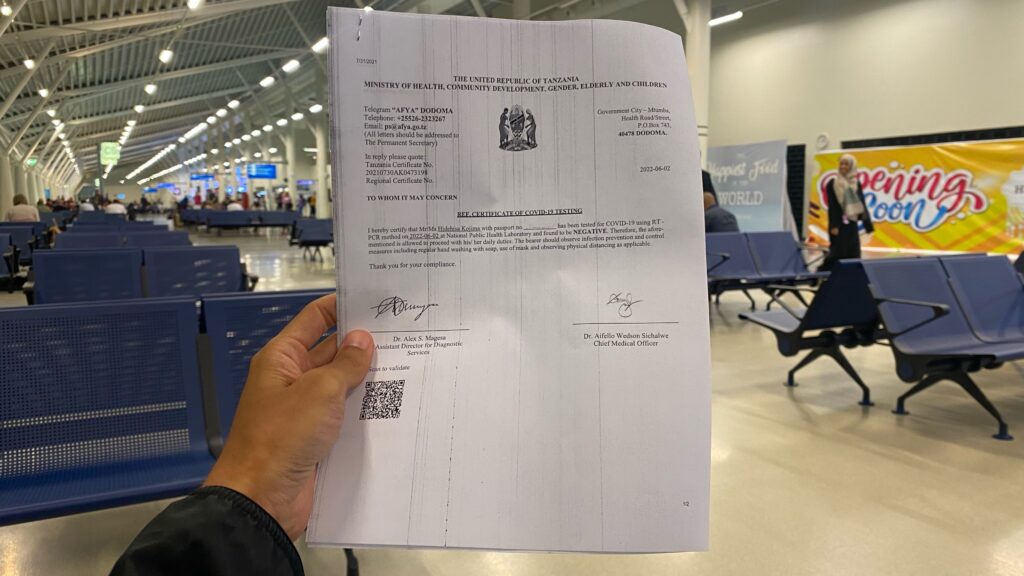 7/31/2021
THE UNITED REPUBLIC OF TANZANIA
MINISTRY OF HEALTH, COMMUNITY DEVELOPMENT, GENDER, ELDERLY AND CHILDREN
Telegram "AFYA" DODOMA
Telephone: +25526-2323267
Email: ps@afya.go.tz
(All letters should be addressed to
The Permanent Secretary)
In reply please quote:
Tanzania Certificate No.
20210730AK0473198
Regional Certificate No.
Government City – Mtumba,
Health Road/Street,
P.O Box 743,
40478 DODOMA.
2022-06-02
TO WHOM IT MAY CONCERN
REF. CERTIFICATE OF COVID-19 TESTING
I hereby certify that Mr/Ms Hidehisa Kojima with passport no has been tested for COVID-19 using RT -
PCR method on 2022-06-02 at National Public Health Laboratory and found to be NEGATIVE. Therefore, the afore-
mentioned is allowed to proceed with his/ her daily duties. The bearer should observe infection prevention and control
measures including regular hand washing with soap, use of mask and observing physical distancing as applicable.
Thank you for your compliance.
Dr. Alex S. Magesa
Assistant Director for Diagnostic
Services
Dr. Aifello Wedson Sichalwe
Chief Medical Officer
Scan to validate
1/2
Happiest Food
IN THE
WORLD
Opening
Soon